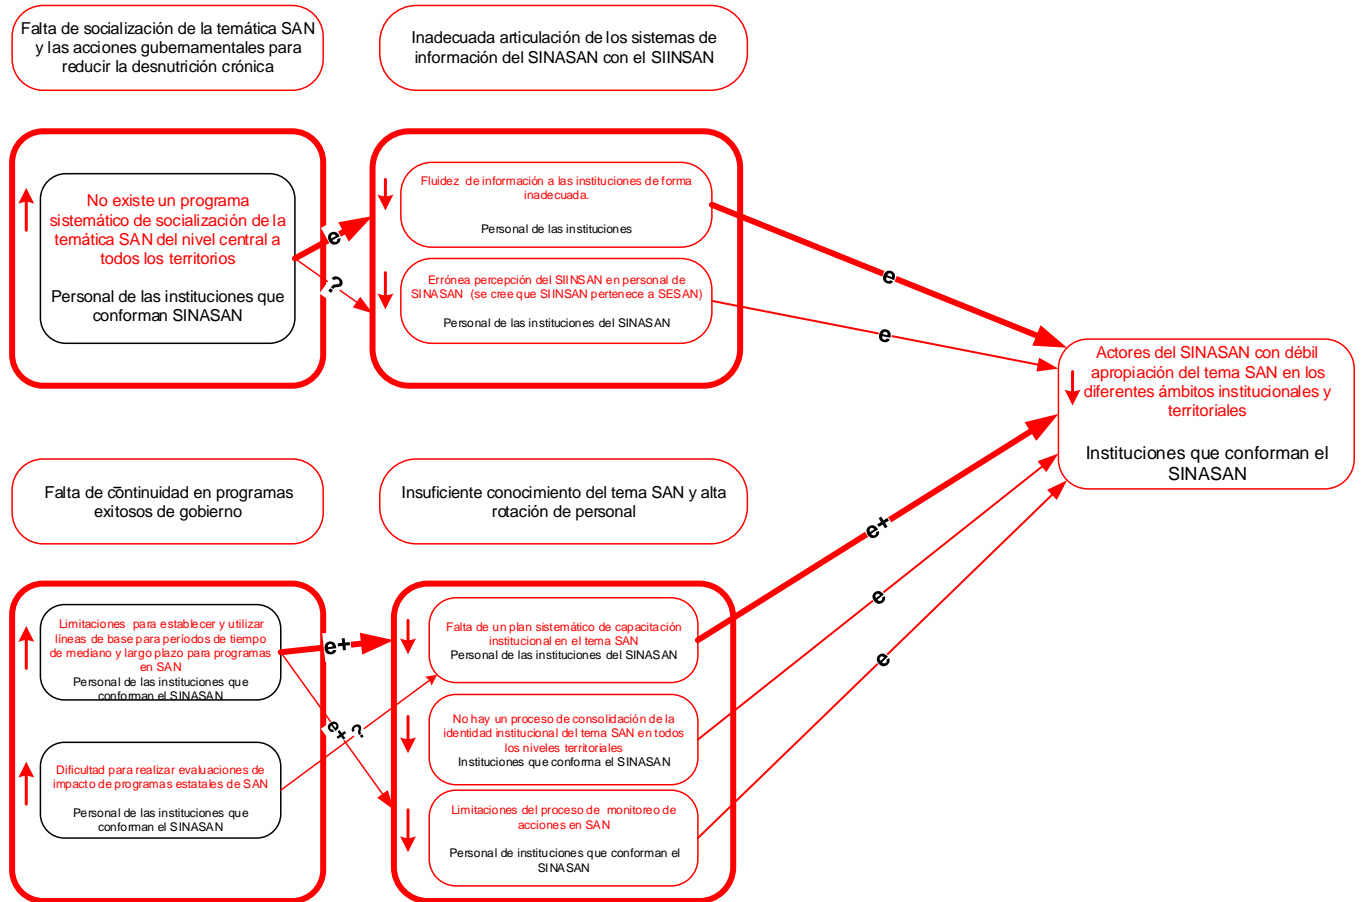 Falta de socialización de la temática SAN
y las acciones gubernamentales para
reducir la desnutrición crónica
Inadecuada articulación de los sistemas de
información del SINASAN con el SIINSAN
No existe un programa
sistemático de socialización de la
temática SAN del nivel central a
todos los territorios
Personal de las instituciones que
conforman SINASAN
e
?
Fluidez de información a las instituciones de forma
inadecuada.
Personal de las instituciones
Errónea percepción del SIINSAN en personal de
SINASAN (se cree que SIINSAN pertenece a SESAN)
Personal de las instituciones del SINASAN
e
e
Actores del SINASAN con débil
apropiación del tema SAN en los
diferentes ámbitos institucionales y
territoriales
Instituciones que conforman el
SINASAN
Falta de continuidad en programas
exitosos de gobierno
Insuficiente conocimiento del tema SAN y alta
rotación de personal
Limitaciones para establecer y utilizar
líneas de base para períodos de tiempo
de mediano y largo plazo para programas
en SAN
Personal de las instituciones que
conforman el SINASAN
Dificultad para realizar evaluaciones de
impacto de programas estatales de SAN
Personal de las instituciones que
conforman el SINASAN
e+
e+
?
Falta de un plan sistemático de capacitación
institucional en el tema SAN
Personal de las instituciones del SINASAN
No hay un proceso de consolidación de la
identidad institucional del tema SAN en todos
los niveles territoriales
Instituciones que conforma el SINASAN
Limitaciones del proceso de monitoreo de
acciones en SAN
Personal de instituciones que conforman el
SINASAN
e+
e
e